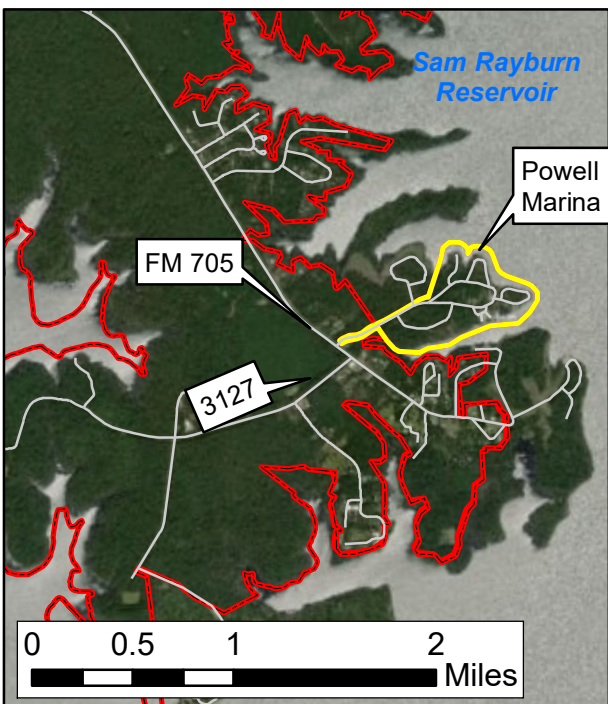 Sam Rayburn
Reservoir
Powell
Marina
FM 705
3127
0 0.5 1 2
Miles